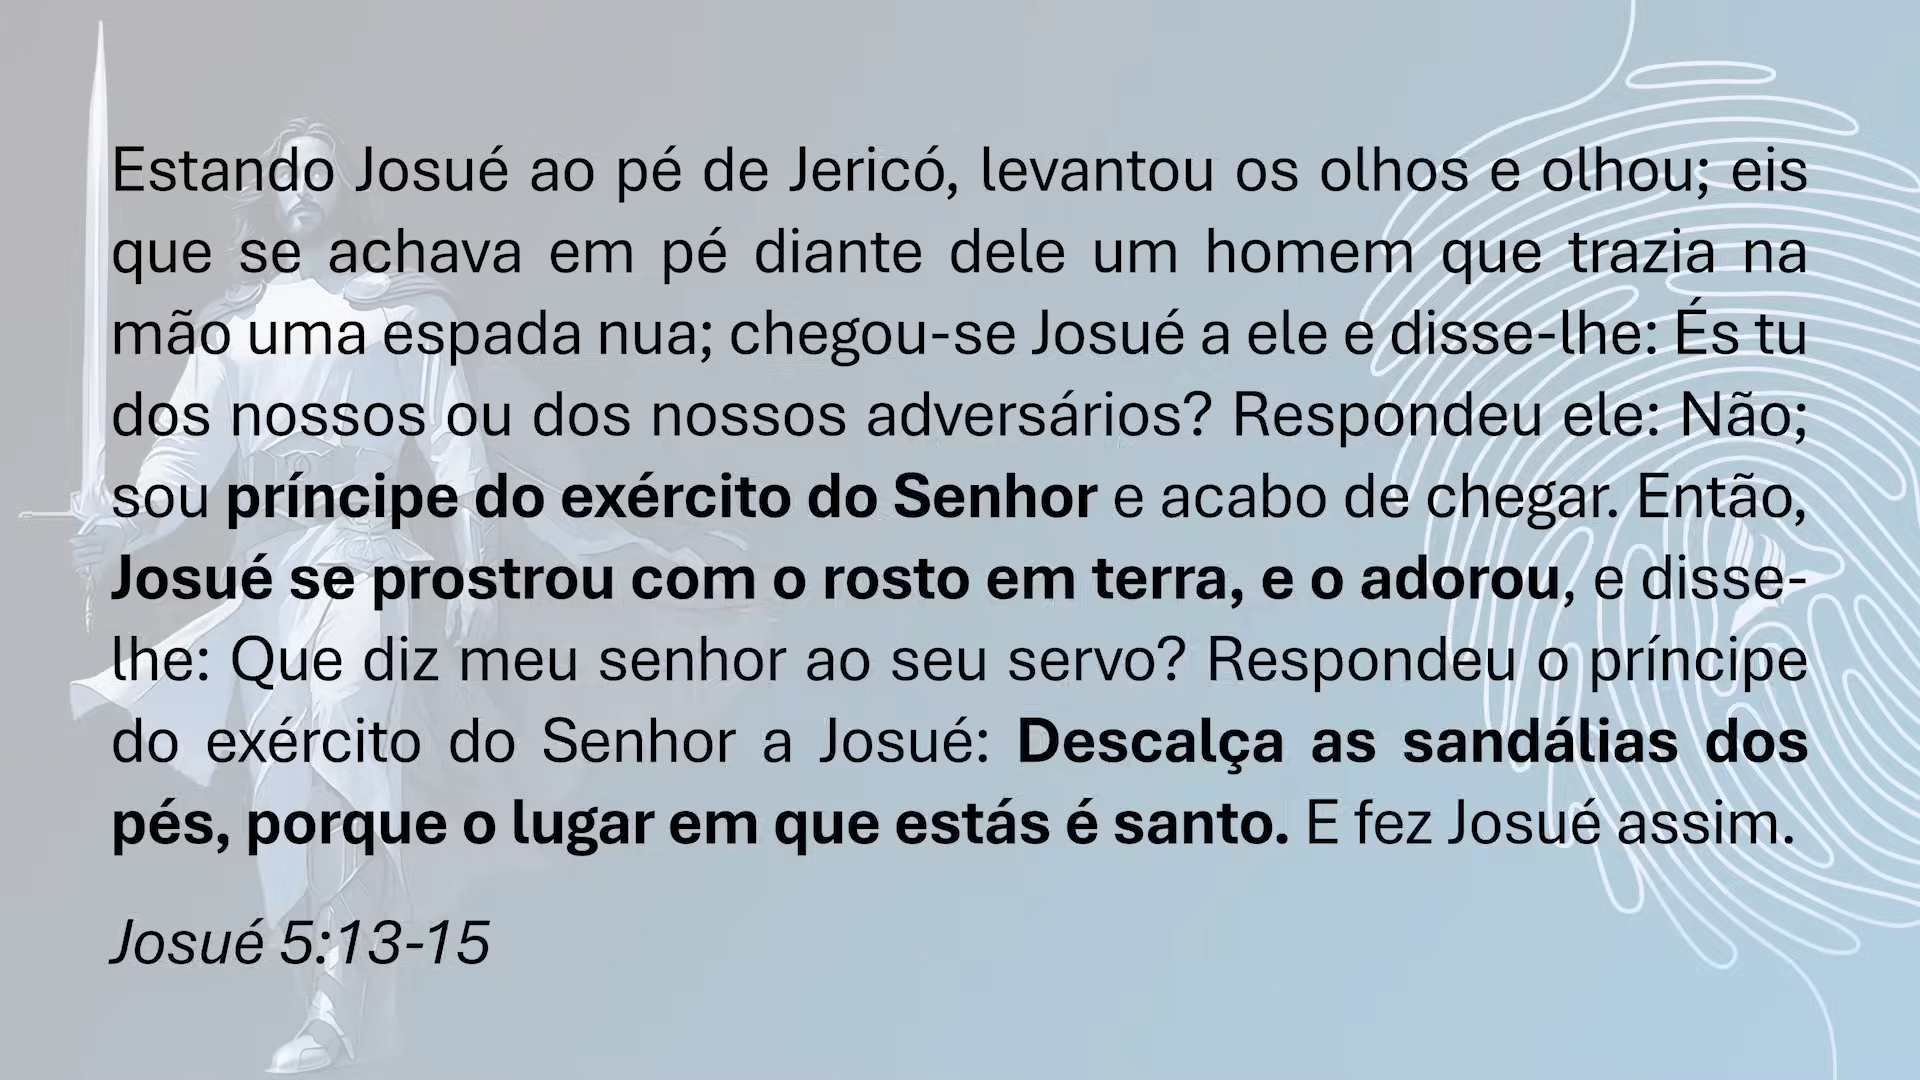 Estando Josué ao pé de Jericó, levantou os olhos e olhou; eis
que se achava em pé diante dele um homem que trazia na
mão uma espada nua; chegou-se Josué a ele e disse-lhe: És tu
dos nossos ou dos nossos adversários? Respondeu ele: Não;
sou príncipe do exército do Senhor e acabo de chegar. Então,
Josué se prostrou com o rosto em terra, e o adorou, e disse-
lhe: Que diz meu senhor ao seu servo? Respondeu o príncipe
do exército do Senhor a Josué: Descalça as sandálias dos
pés, porque o lugar em que estás é santo. E fez Josué assim.
Josué 5:13-15